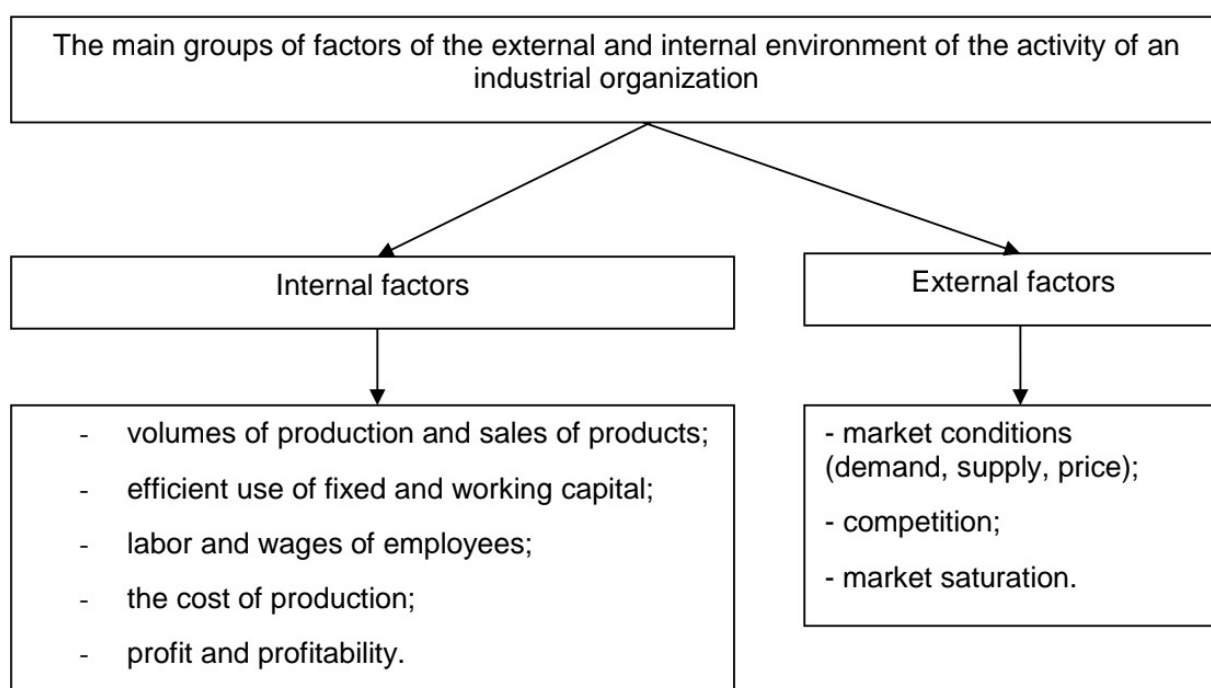 The main groups of factors of the external and internal environment of the activity of an
industrial organization
Internal factors
External factors
- volumes of production and sales of products;
- efficient use of fixed and working capital;
- labor and wages of employees;
- the cost of production;
- profit and profitability.
- market conditions
(demand, supply, price);
- competition;
- market saturation.